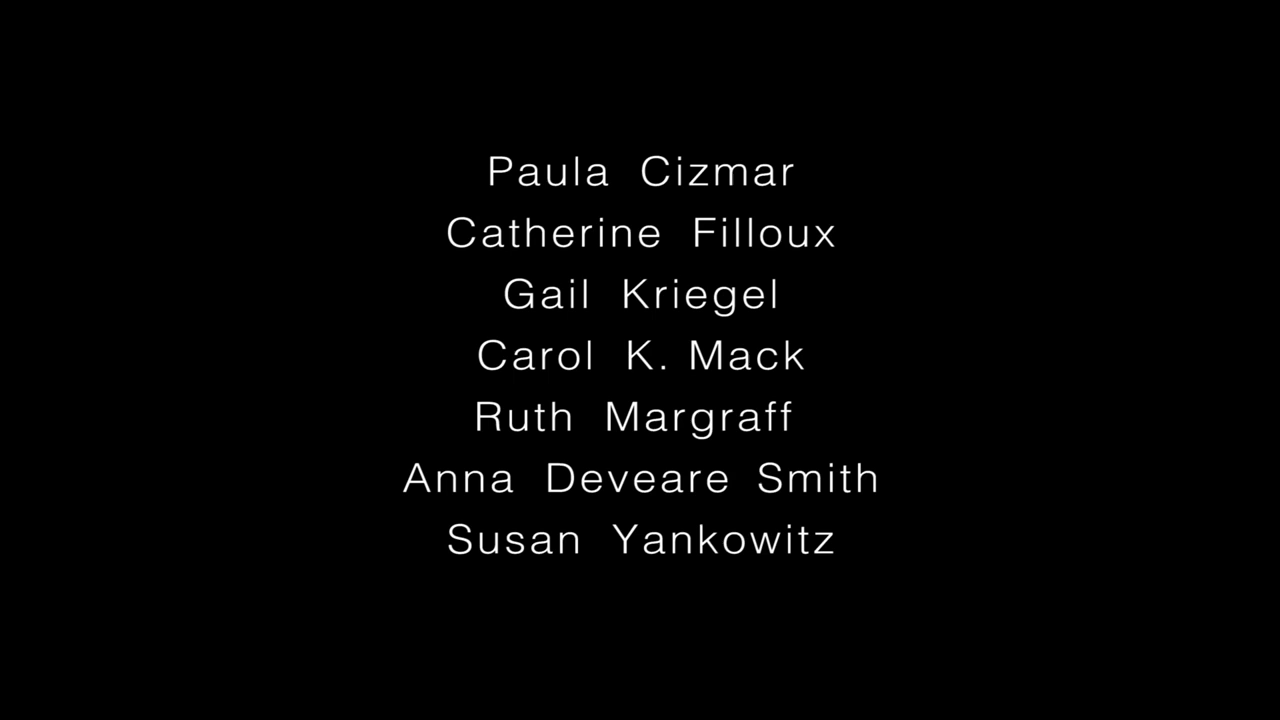 Paula Cizmar
Catherine Filloux
Gail Kriegel
Carol K. Mack
Ruth Margraff
Anna Deveare Smith
Susan Yankowitz